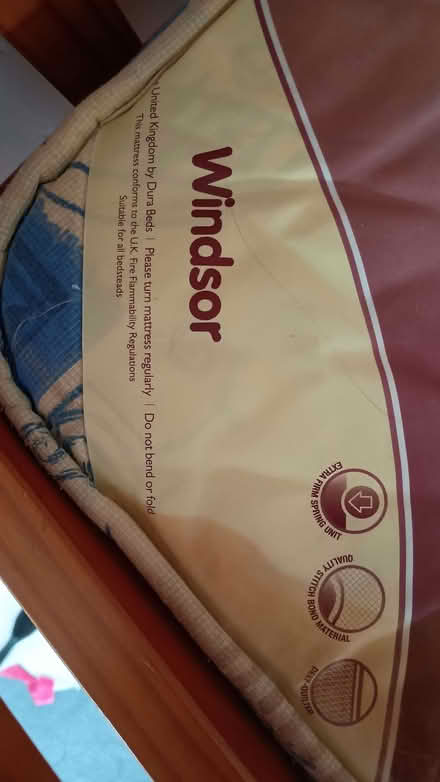 Windsor
United Kingdom by Dura Beds | Please turn mattress regularly | Do not bend or fold
This mattress conforms to the U.K. Fire Flammability Regulations
Suitable for all bedsteads
EXTRA FIRM SPRING UNIT
QUALITY STITCH BOND MATERIAL
QUILTED